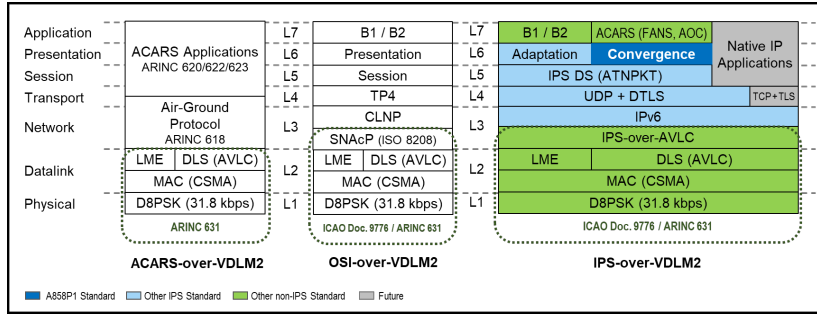 Application
Presentation
Session
Transport
Network
Datalink
Physical
ACARS Applications
ARINC 620/622/623
Air-Ground
Protocol
ARINC 618
LME DLS (AVLC)
MAC (CSMA)
D8PSK (31.8 kbps)
ARINC 631
ACARS-over-VDLM2
L7
L6
L5
L4
L3
L2
L1
B1 / B2
Presentation
Session
TP4
CLNP
SNAcP (ISO 8208)
LME DLS (AVLC)
MAC (CSMA)
D8PSK (31.8 kbps)
ICAO Doc. 9776 / ARINC 631
OSI-over-VDLM2
L7
L6
L5
L4
L3
L2
L1
B1 / B2 ACARS (FANS, AOC)
Adaptation Convergence
Native IP
Applications
IPS DS (ATNPKT)
UDP + DTLS TCP+TLS
IPv6
IPS-over-AVLC
LME DLS (AVLC)
MAC (CSMA)
D8PSK (31.8 kbps)
ICAO Doc. 9776 / ARINC 631
IPS-over-VDLM2
A858P1 Standard Other IPS Standard Other non-IPS Standard Future